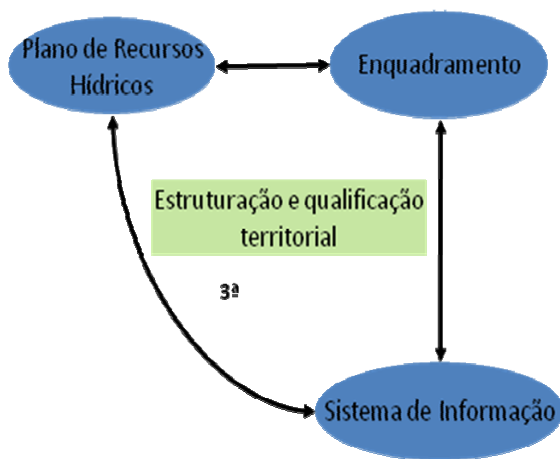 Plano de Recursos
Hídricos
Enquadramento
Estruturação e qualificação
territorial
3ª
Sistema de Informação